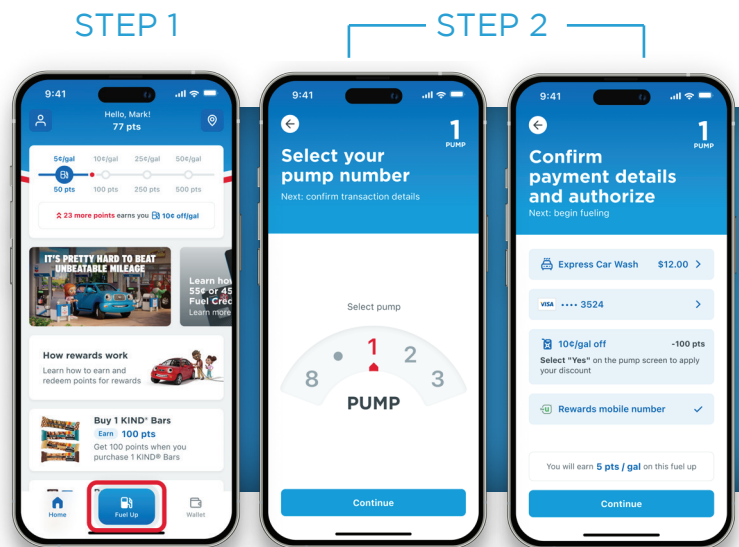 STEP 1
STEP 2
9:41
Hello, Mark!
77 pts
5¢/gal 10¢/gal 25¢/gal 50¢/gal
50 pts 100 pts 250 pts 500 pts
23 more points earns you 10¢ off/gal
IT'S PRETTY HARD TO BEAT
UNBEATABLE MILEAGE
Learn how
55¢ or 45
Fuel Cred
Learn more
How rewards work
Learn how to earn and
redeem points for rewards
Buy 1 KIND® Bars
Earn 100 pts
Get 100 points when you
purchase 1 KIND® Bars
Home
Fuel Up
Wallet
9:41
1
PUMP
Select your
pump number
Next: confirm transaction details
Select pump
8 1 2 3
PUMP
Continue
9:41
1
PUMP
Confirm
payment details
and authorize
Next: begin fueling
Express Car Wash $12.00
VISA •••• 3524
10¢/gal off -100 pts
Select "Yes" on the pump screen to apply
your discount
Rewards mobile number
You will earn 5 pts / gal on this fuel up
Continue